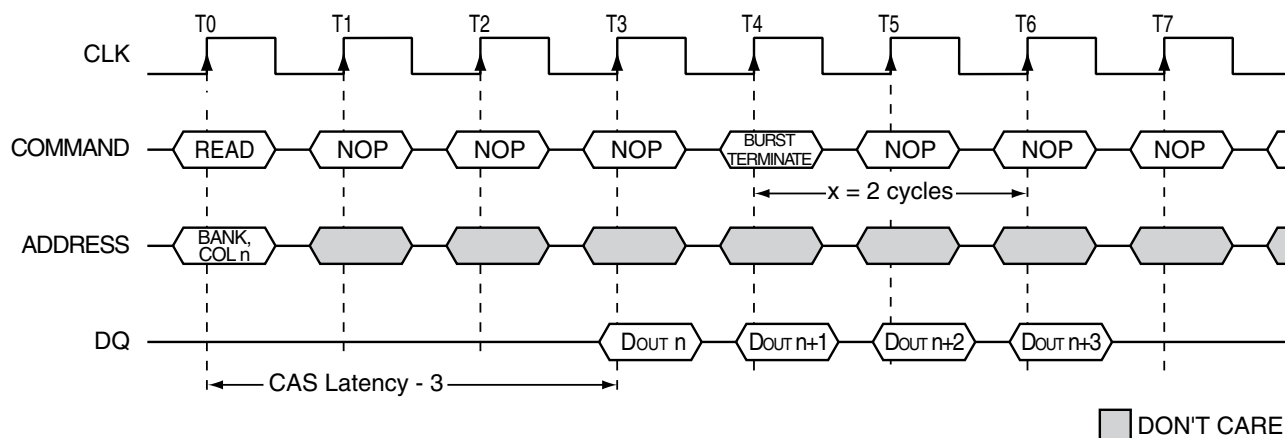 T0 T1 T2 T3 T4 T5 T6 T7
CLK
COMMAND READ NOP NOP NOP BURST TERMINATE NOP NOP NOP
x = 2 cycles
ADDRESS BANK, COL n
DQ DOUT n DOUT n+1 DOUT n+2 DOUT n+3
CAS Latency - 3
DON'T CARE